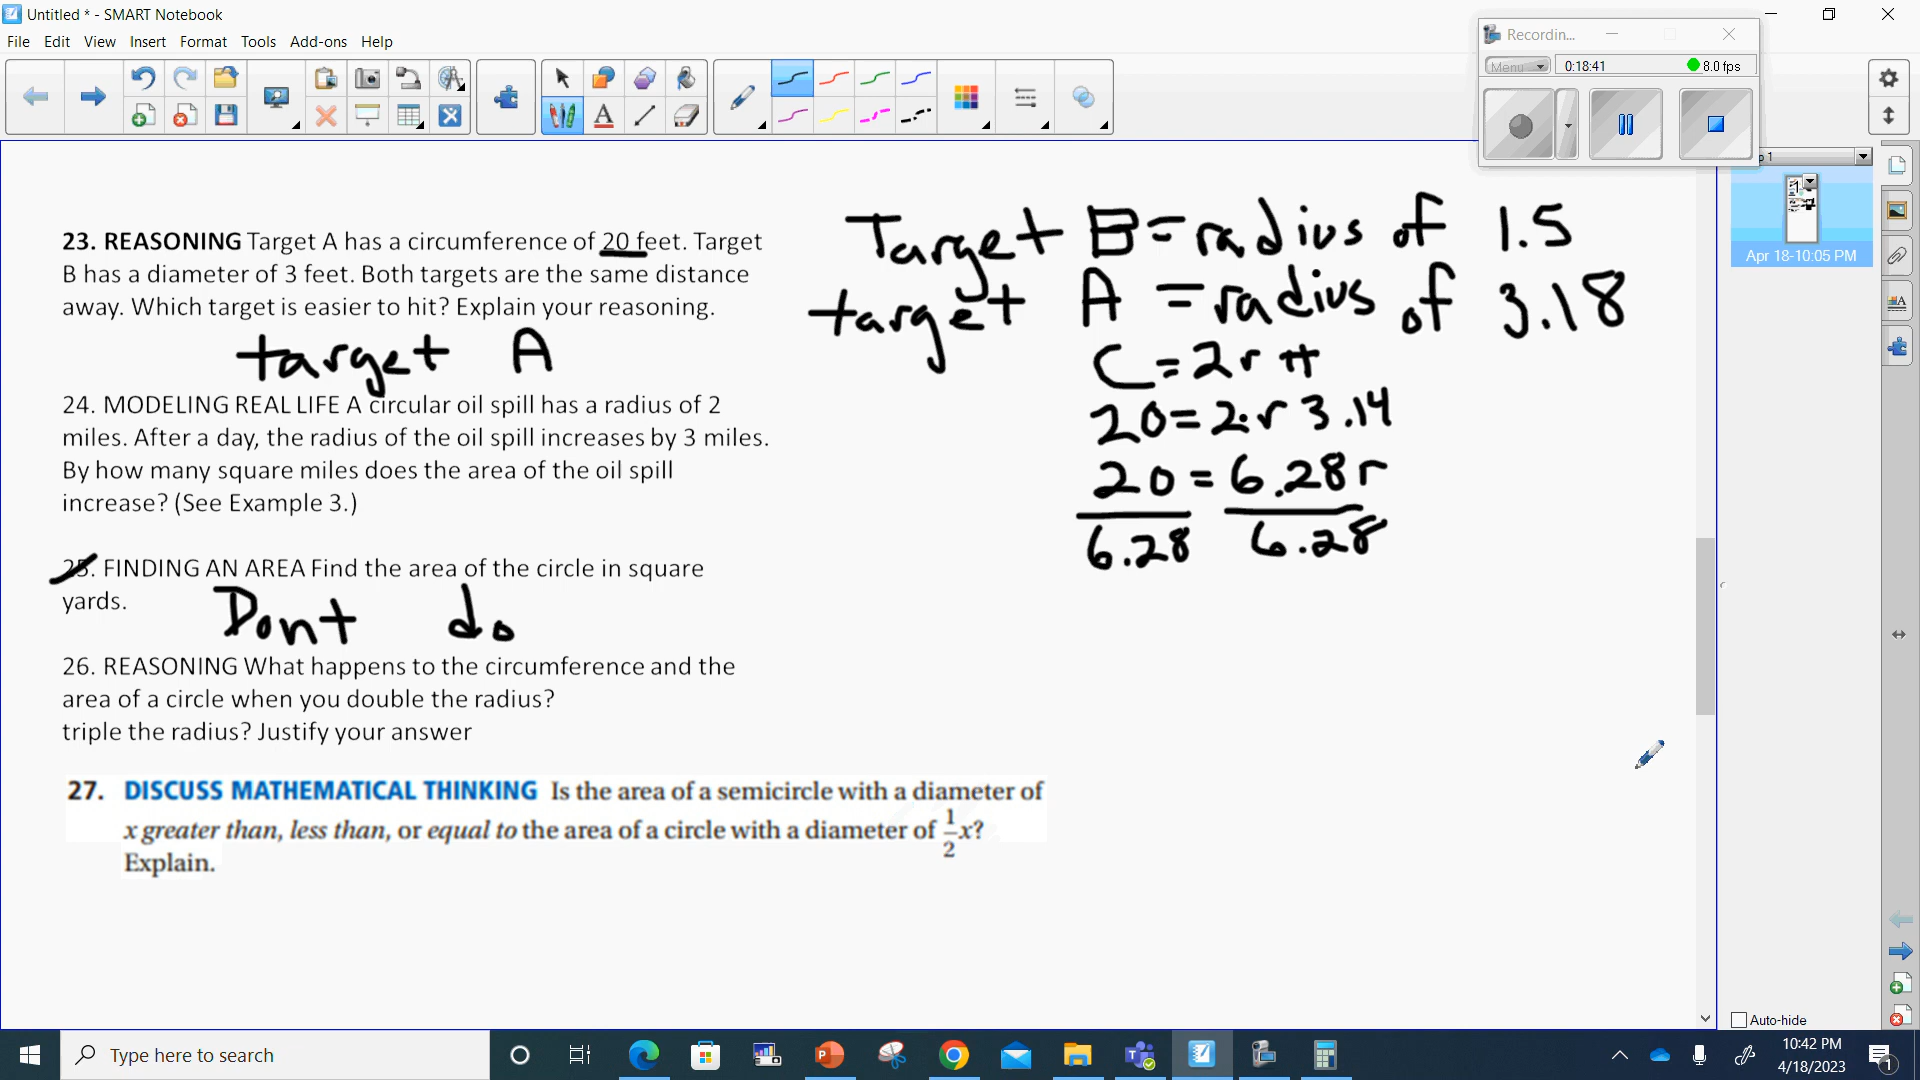 Untitled * - SMART Notebook
File Edit View Insert Format Tools Add-ons Help
Recordin...
Menu 0:18:41 8.0 fps
1
Apr 18-10:05 PM
23. REASONING Target A has a circumference of 20 feet. Target
B has a diameter of 3 feet. Both targets are the same distance
away. Which target is easier to hit? Explain your reasoning.
target A
Target B = radius of 1.5
target A = radius of 3.18
C = 2 r π
20 = 2 · r 3.14
20 = 6.28 r
6.28 6.28
24. MODELING REAL LIFE A circular oil spill has a radius of 2
miles. After a day, the radius of the oil spill increases by 3 miles.
By how many square miles does the area of the oil spill
increase? (See Example 3.)
25. FINDING AN AREA Find the area of the circle in square
yards.
Dont do
26. REASONING What happens to the circumference and the
area of a circle when you double the radius?
triple the radius? Justify your answer
27. DISCUSS MATHEMATICAL THINKING Is the area of a semicircle with a diameter of
x greater than, less than, or equal to the area of a circle with a diameter of 1/2 x?
Explain.
Auto-hide
Type here to search
10:42 PM
4/18/2023
1